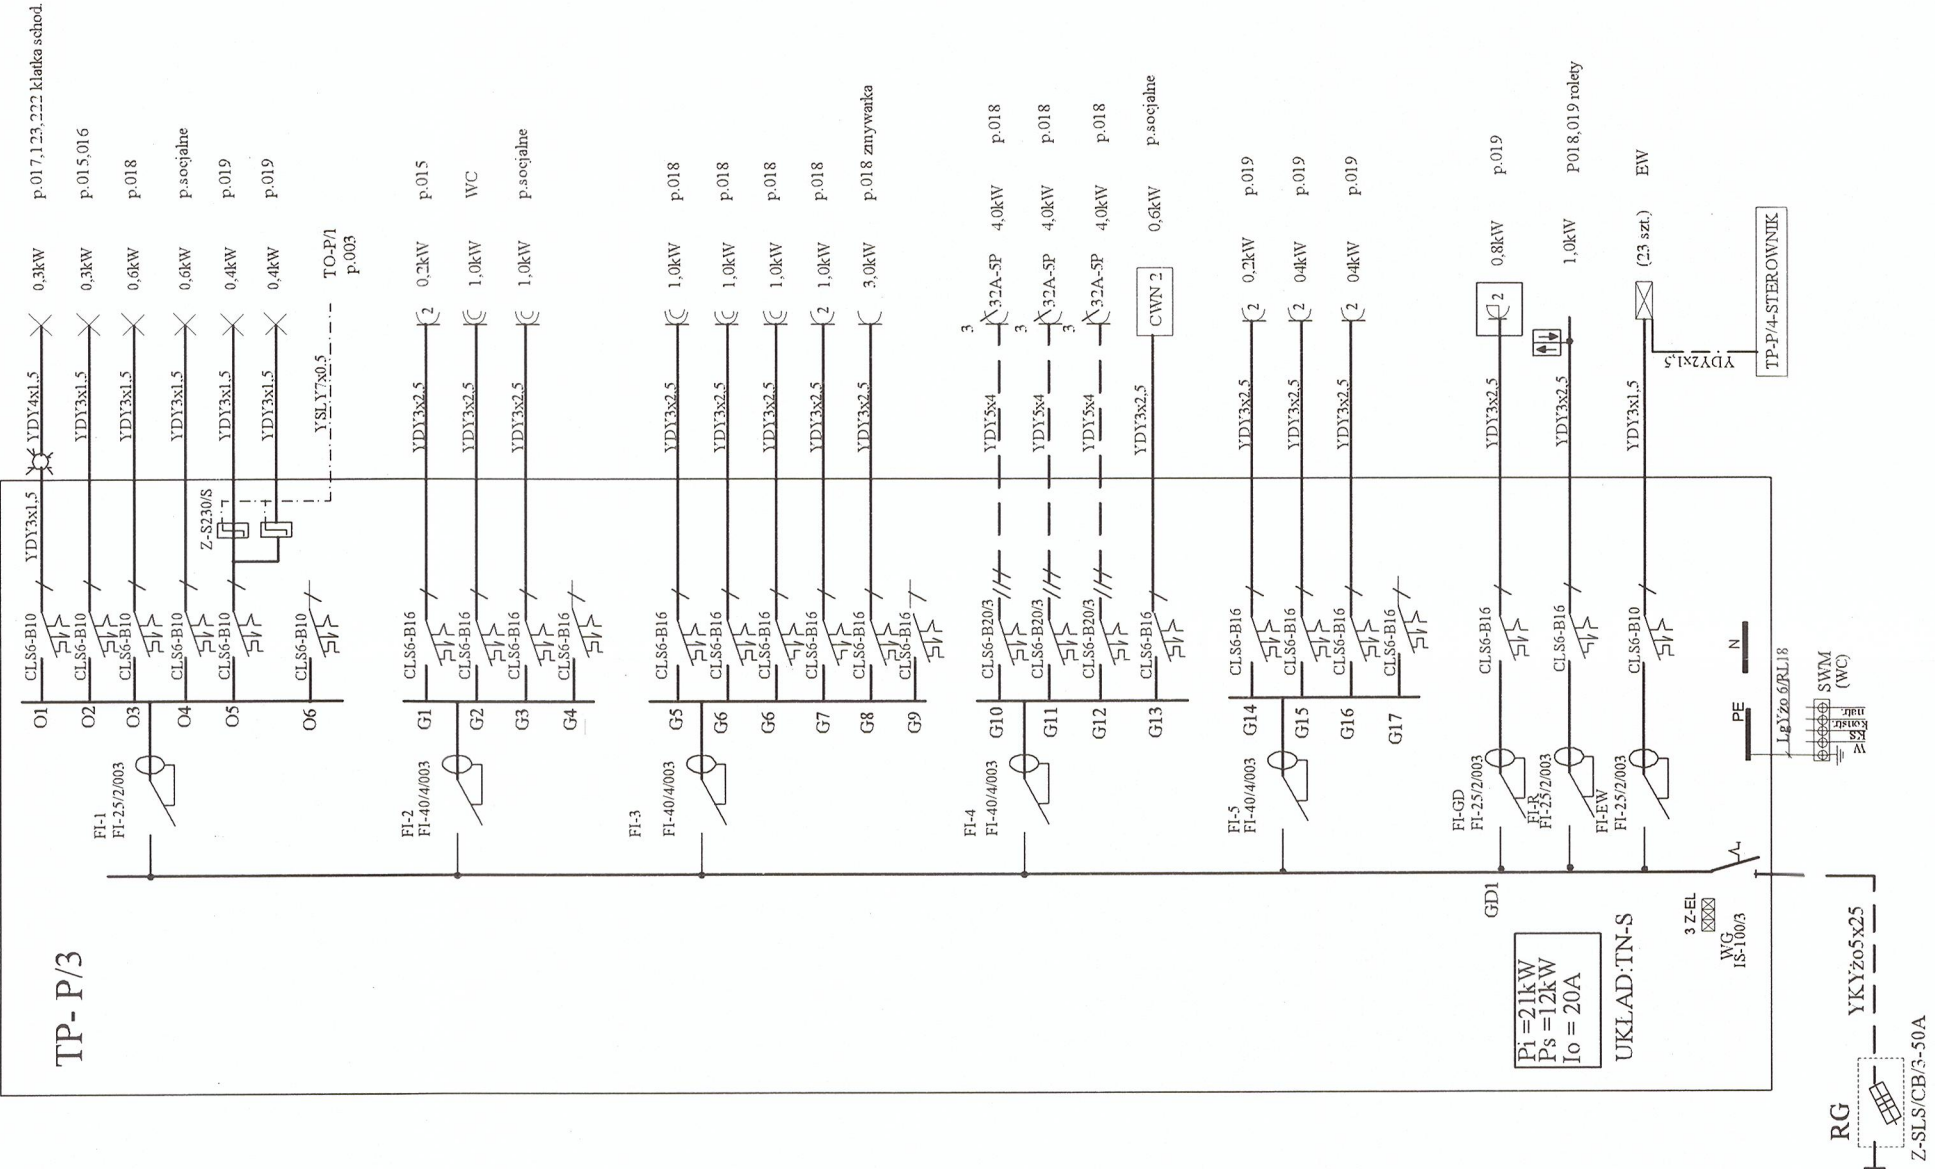 TP- P/3
FI-1
FI-25/2/003
O1
CLS6-B10
YDY3x1,5
YDY4x1,5
0,3kW
p.017,123,222 klatka schod.
O2
CLS6-B10
YDY3x1,5
0,3kW
p.015,016
O3
CLS6-B10
YDY3x1,5
0,6kW
p.018
O4
CLS6-B10
YDY3x1,5
0,6kW
p.socjalne
O5
CLS6-B10
Z-S230/S
YDY3x1,5
0,4kW
p.019
YDY3x1,5
0,4kW
p.019
O6
CLS6-B10
YSLY7x0,5
TO-P/1
p.003
FI-2
FI-40/4/003
G1
CLS6-B16
YDY3x2,5
2
0,2kW
p.015
G2
CLS6-B16
YDY3x2,5
1,0kW
WC
G3
CLS6-B16
YDY3x2,5
1,0kW
p.socjalne
G4
CLS6-B16
FI-3
FI-40/4/003
G5
CLS6-B16
YDY3x2,5
1,0kW
p.018
G6
CLS6-B16
YDY3x2,5
1,0kW
p.018
G6
CLS6-B16
YDY3x2,5
1,0kW
p.018
G7
CLS6-B16
YDY3x2,5
2
1,0kW
p.018
G8
CLS6-B16
YDY3x2,5
3,0kW
p.018 zmywarka
G9
CLS6-B16
FI-4
FI-40/4/003
G10
CLS6-B20/3
YDY5x4
3
32A-5P
4,0kW
p.018
G11
CLS6-B20/3
YDY5x4
3
32A-5P
4,0kW
p.018
G12
CLS6-B20/3
YDY5x4
3
32A-5P
4,0kW
p.018
G13
CLS6-B16
YDY3x2,5
CWN 2
0,6kW
p.socjalne
FI-5
FI-40/4/003
G14
CLS6-B16
YDY3x2,5
2
0,2kW
p.019
G15
CLS6-B16
YDY3x2,5
2
04kW
p.019
G16
CLS6-B16
YDY3x2,5
2
04kW
p.019
G17
CLS6-B16
GD1
FI-GD
FI-25/2/003
CLS6-B16
YDY3x2,5
2
0,8kW
p.019
FI-R
FI-25/2/003
CLS6-B16
YDY3x2,5
1,0kW
P018,019 rolety
FI-EW
FI-25/2/003
CLS6-B10
YDY3x1,5
(23 szt.)
EW
YDY2x1,5
TP-P/4-STEROWNIK
Pi =21kW
Ps =12kW
Io = 20A
UKŁAD:TN-S
3 Z-EL
WG
IS-100/3
PE
N
LgYżo 6/RL18
SWM
(WC)
W
KS
Konstr.
natr.
YKYżo5x25
RG
Z-SLS/CB/3-50A